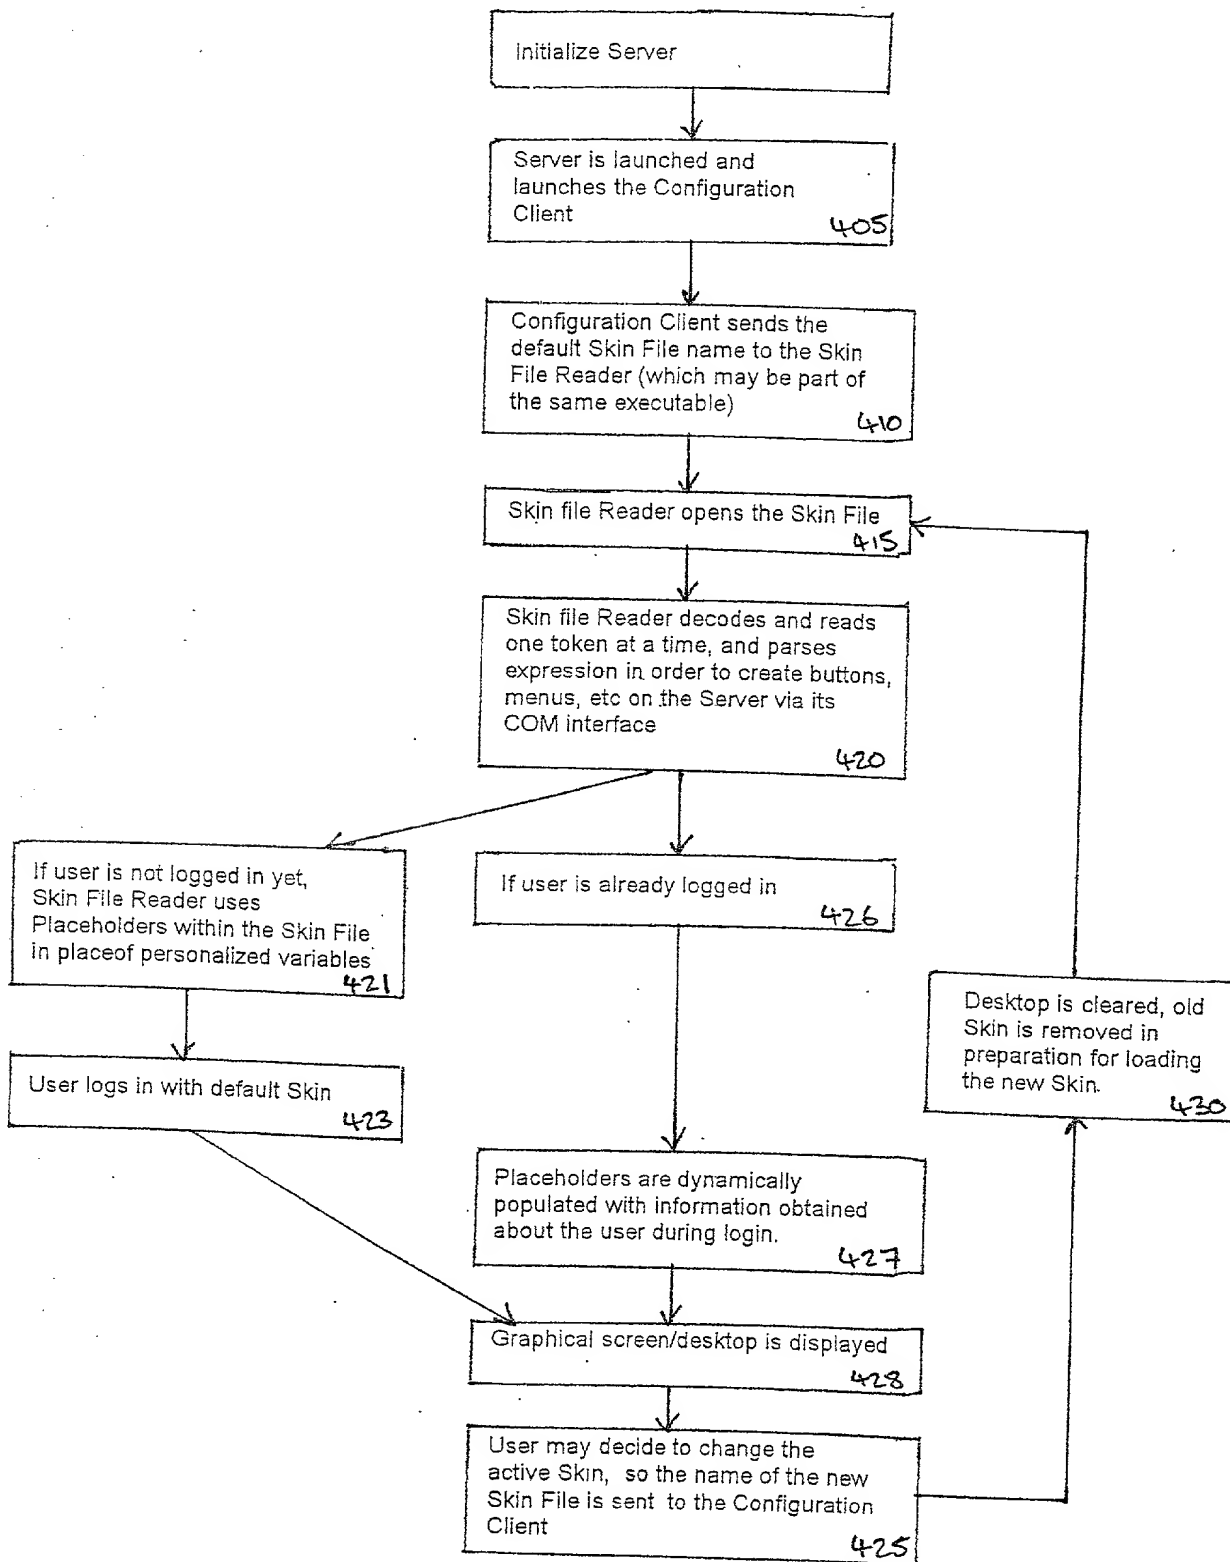 Initialize Server
Server is launched and
launches the Configuration
Client
405
Configuration Client sends the
default Skin File name to the Skin
File Reader (which may be part of
the same executable)
410
Skin file Reader opens the Skin File
415
Skin file Reader decodes and reads
one token at a time, and parses
expression in order to create buttons,
menus, etc on the Server via its
COM interface
420
If user is not logged in yet,
Skin File Reader uses
Placeholders within the Skin File
in placeof personalized variables
421
If user is already logged in
426
User logs in with default Skin
423
Desktop is cleared, old
Skin is removed in
preparation for loading
the new Skin.
430
Placeholders are dynamically
populated with information obtained
about the user during login.
427
Graphical screen/desktop is displayed
428
User may decide to change the
active Skin, so the name of the new
Skin File is sent to the Configuration
Client
425